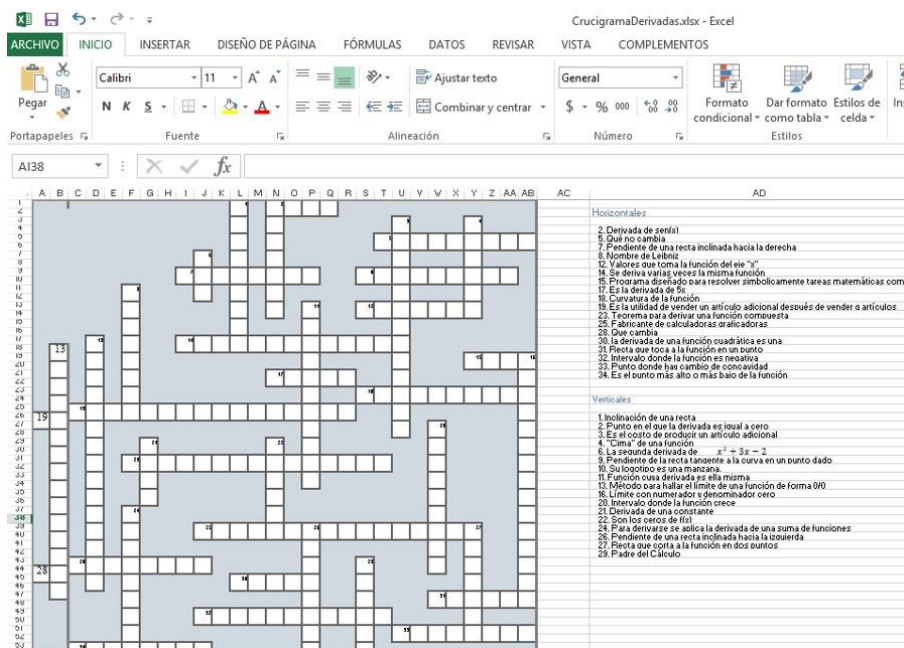 CrucigramaDerivadas.xlsx - Excel
ARCHIVO INICIO INSERTAR DISEÑO DE PÁGINA FÓRMULAS DATOS REVISAR VISTA COMPLEMENTOS
Calibri 11 A A Ajustar texto General
Pegar N K S A Combinar y centrar $ % 000 Formato condicional Dar formato como tabla Estilos de celda
Portapapeles Fuente Alineación Número Estilos
AI38 fx
A B C D E F G H I J K L M N O P Q R S T U V W X Y Z AA AB AC AD
Horizontales
2. Derivada de sen(x)
5. Qué no cambia
7. Pendiente de una recta inclinada hacia la derecha
8. Nombre de Leibniz
12. Valores que toma la función del eje "x"
14. Se deriva varias veces la misma función
15. Programa diseñado para resolver simbolicamente tareas matemáticas com
17. Es la derivada de 5x
18. Curvatura de la función
19. Es la utilidad de vender un artículo adicional después de vender q artículos
23. Teorema para derivar una función compuesta
25. Fabricante de calculadoras graficadoras
28. Que cambia
30. la derivada de una función cuadrática es una
31. Recta que toca a la función en un punto
32. Intervalo donde la función es negativa
33. Punto donde hay cambio de concavidad
34. Es el punto más alto o más bajo de la función
Verticales
1. Inclinación de una recta
2. Punto en el que la derivada es igual a cero
3. Es el costo de producir un artículo adicional
4. "Cima" de una función
6. La segunda derivada de x² + 3x − 2
9. Pendiente de la recta tangente a la curva en un punto dado
10. Su logotipo es una manzana.
11. Función cuya derivada es ella misma
13. Método para hallar el límite de una función de forma 0/0
16. Límite con numerador y denominador cero
20. Intervalo donde la función crece
21. Derivada de una constante
22. Son los ceros de f(x)
24. Para derivarse se aplica la derivada de una suma de funciones
26. Pendiente de una recta inclinada hacia la izquierda
27. Recta que corta a la función en dos puntos
29. Padre del Cálculo
13
19
28